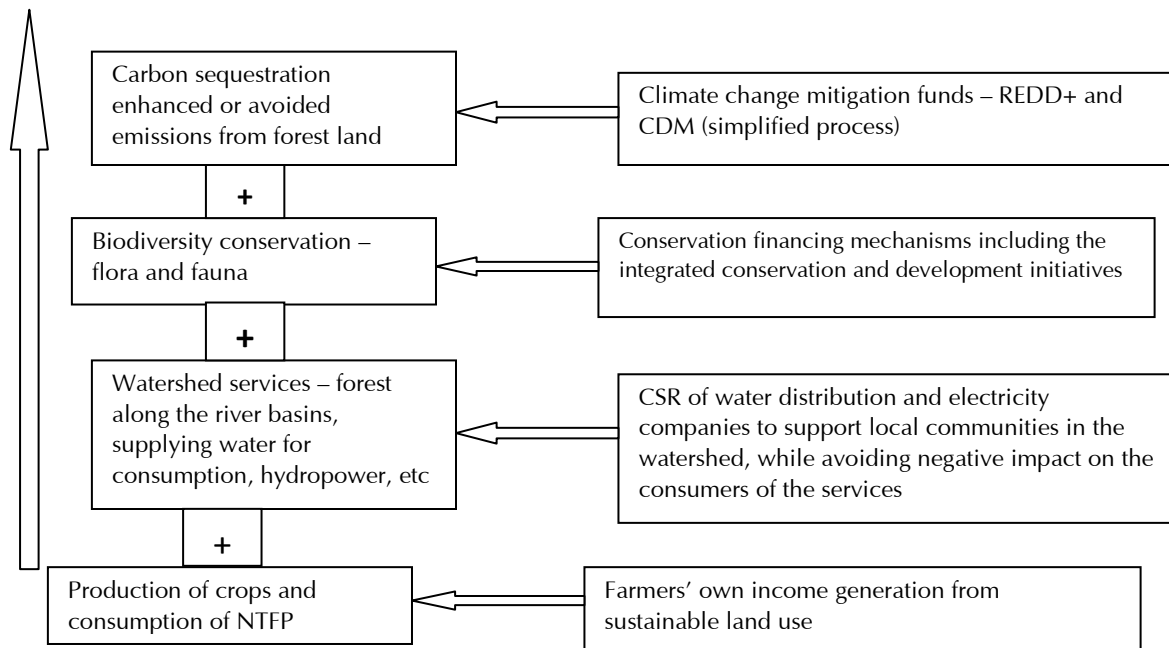 Carbon sequestration
enhanced or avoided
emissions from forest land
Climate change mitigation funds – REDD+ and
CDM (simplified process)
+
Biodiversity conservation –
flora and fauna
Conservation financing mechanisms including the
integrated conservation and development initiatives
+
Watershed services – forest
along the river basins,
supplying water for
consumption, hydropower, etc
CSR of water distribution and electricity
companies to support local communities in the
watershed, while avoiding negative impact on the
consumers of the services
+
Production of crops and
consumption of NTFP
Farmers’ own income generation from
sustainable land use